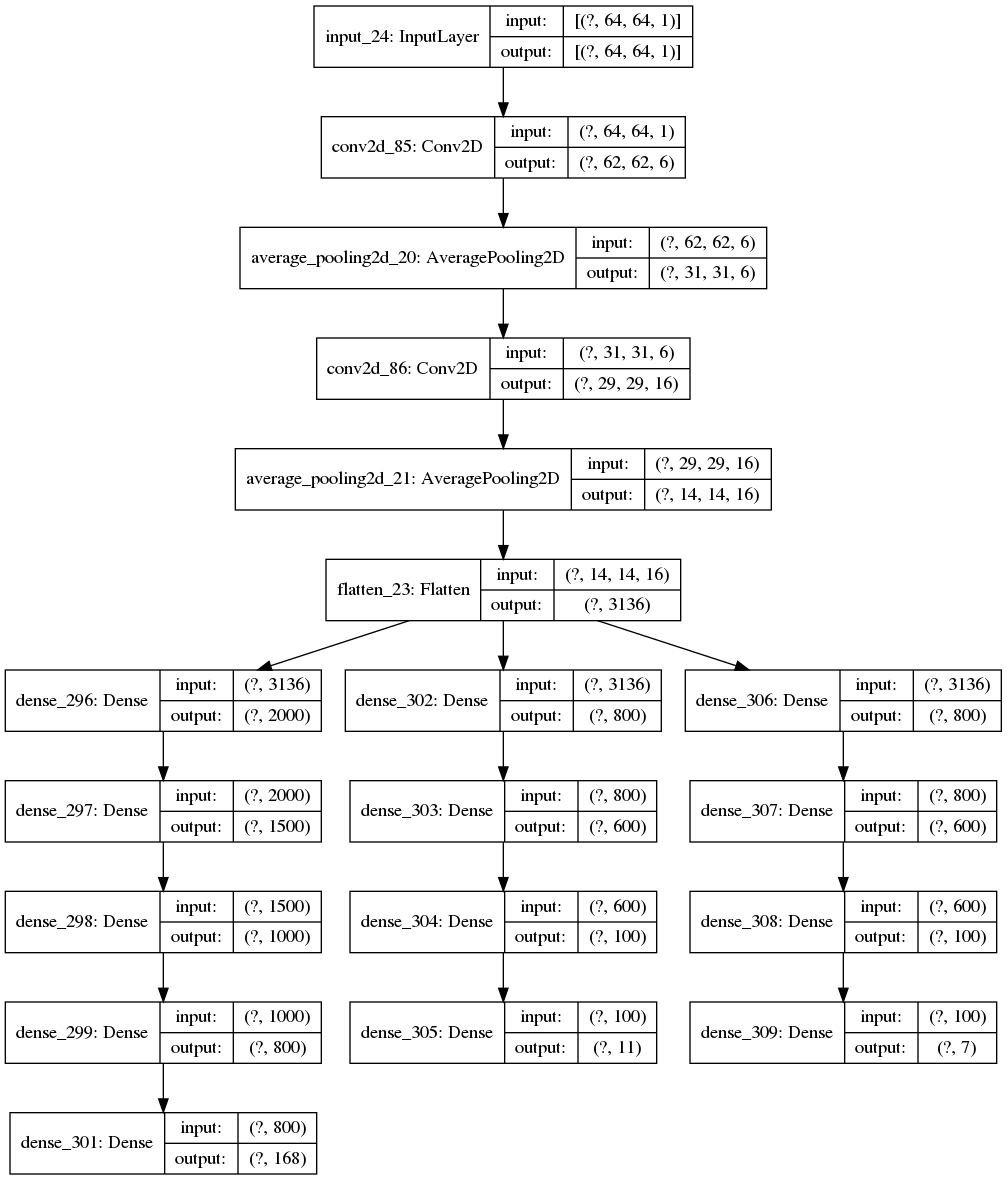 input_24: InputLayer
input: [(?, 64, 64, 1)]
output: [(?, 64, 64, 1)]
conv2d_85: Conv2D
input: (?, 64, 64, 1)
output: (?, 62, 62, 6)
average_pooling2d_20: AveragePooling2D
input: (?, 62, 62, 6)
output: (?, 31, 31, 6)
conv2d_86: Conv2D
input: (?, 31, 31, 6)
output: (?, 29, 29, 16)
average_pooling2d_21: AveragePooling2D
input: (?, 29, 29, 16)
output: (?, 14, 14, 16)
flatten_23: Flatten
input: (?, 14, 14, 16)
output: (?, 3136)
dense_296: Dense
input: (?, 3136)
output: (?, 2000)
dense_302: Dense
input: (?, 3136)
output: (?, 800)
dense_306: Dense
input: (?, 3136)
output: (?, 800)
dense_297: Dense
input: (?, 2000)
output: (?, 1500)
dense_303: Dense
input: (?, 800)
output: (?, 600)
dense_307: Dense
input: (?, 800)
output: (?, 600)
dense_298: Dense
input: (?, 1500)
output: (?, 1000)
dense_304: Dense
input: (?, 600)
output: (?, 100)
dense_308: Dense
input: (?, 600)
output: (?, 100)
dense_299: Dense
input: (?, 1000)
output: (?, 800)
dense_305: Dense
input: (?, 100)
output: (?, 11)
dense_309: Dense
input: (?, 100)
output: (?, 7)
dense_301: Dense
input: (?, 800)
output: (?, 168)